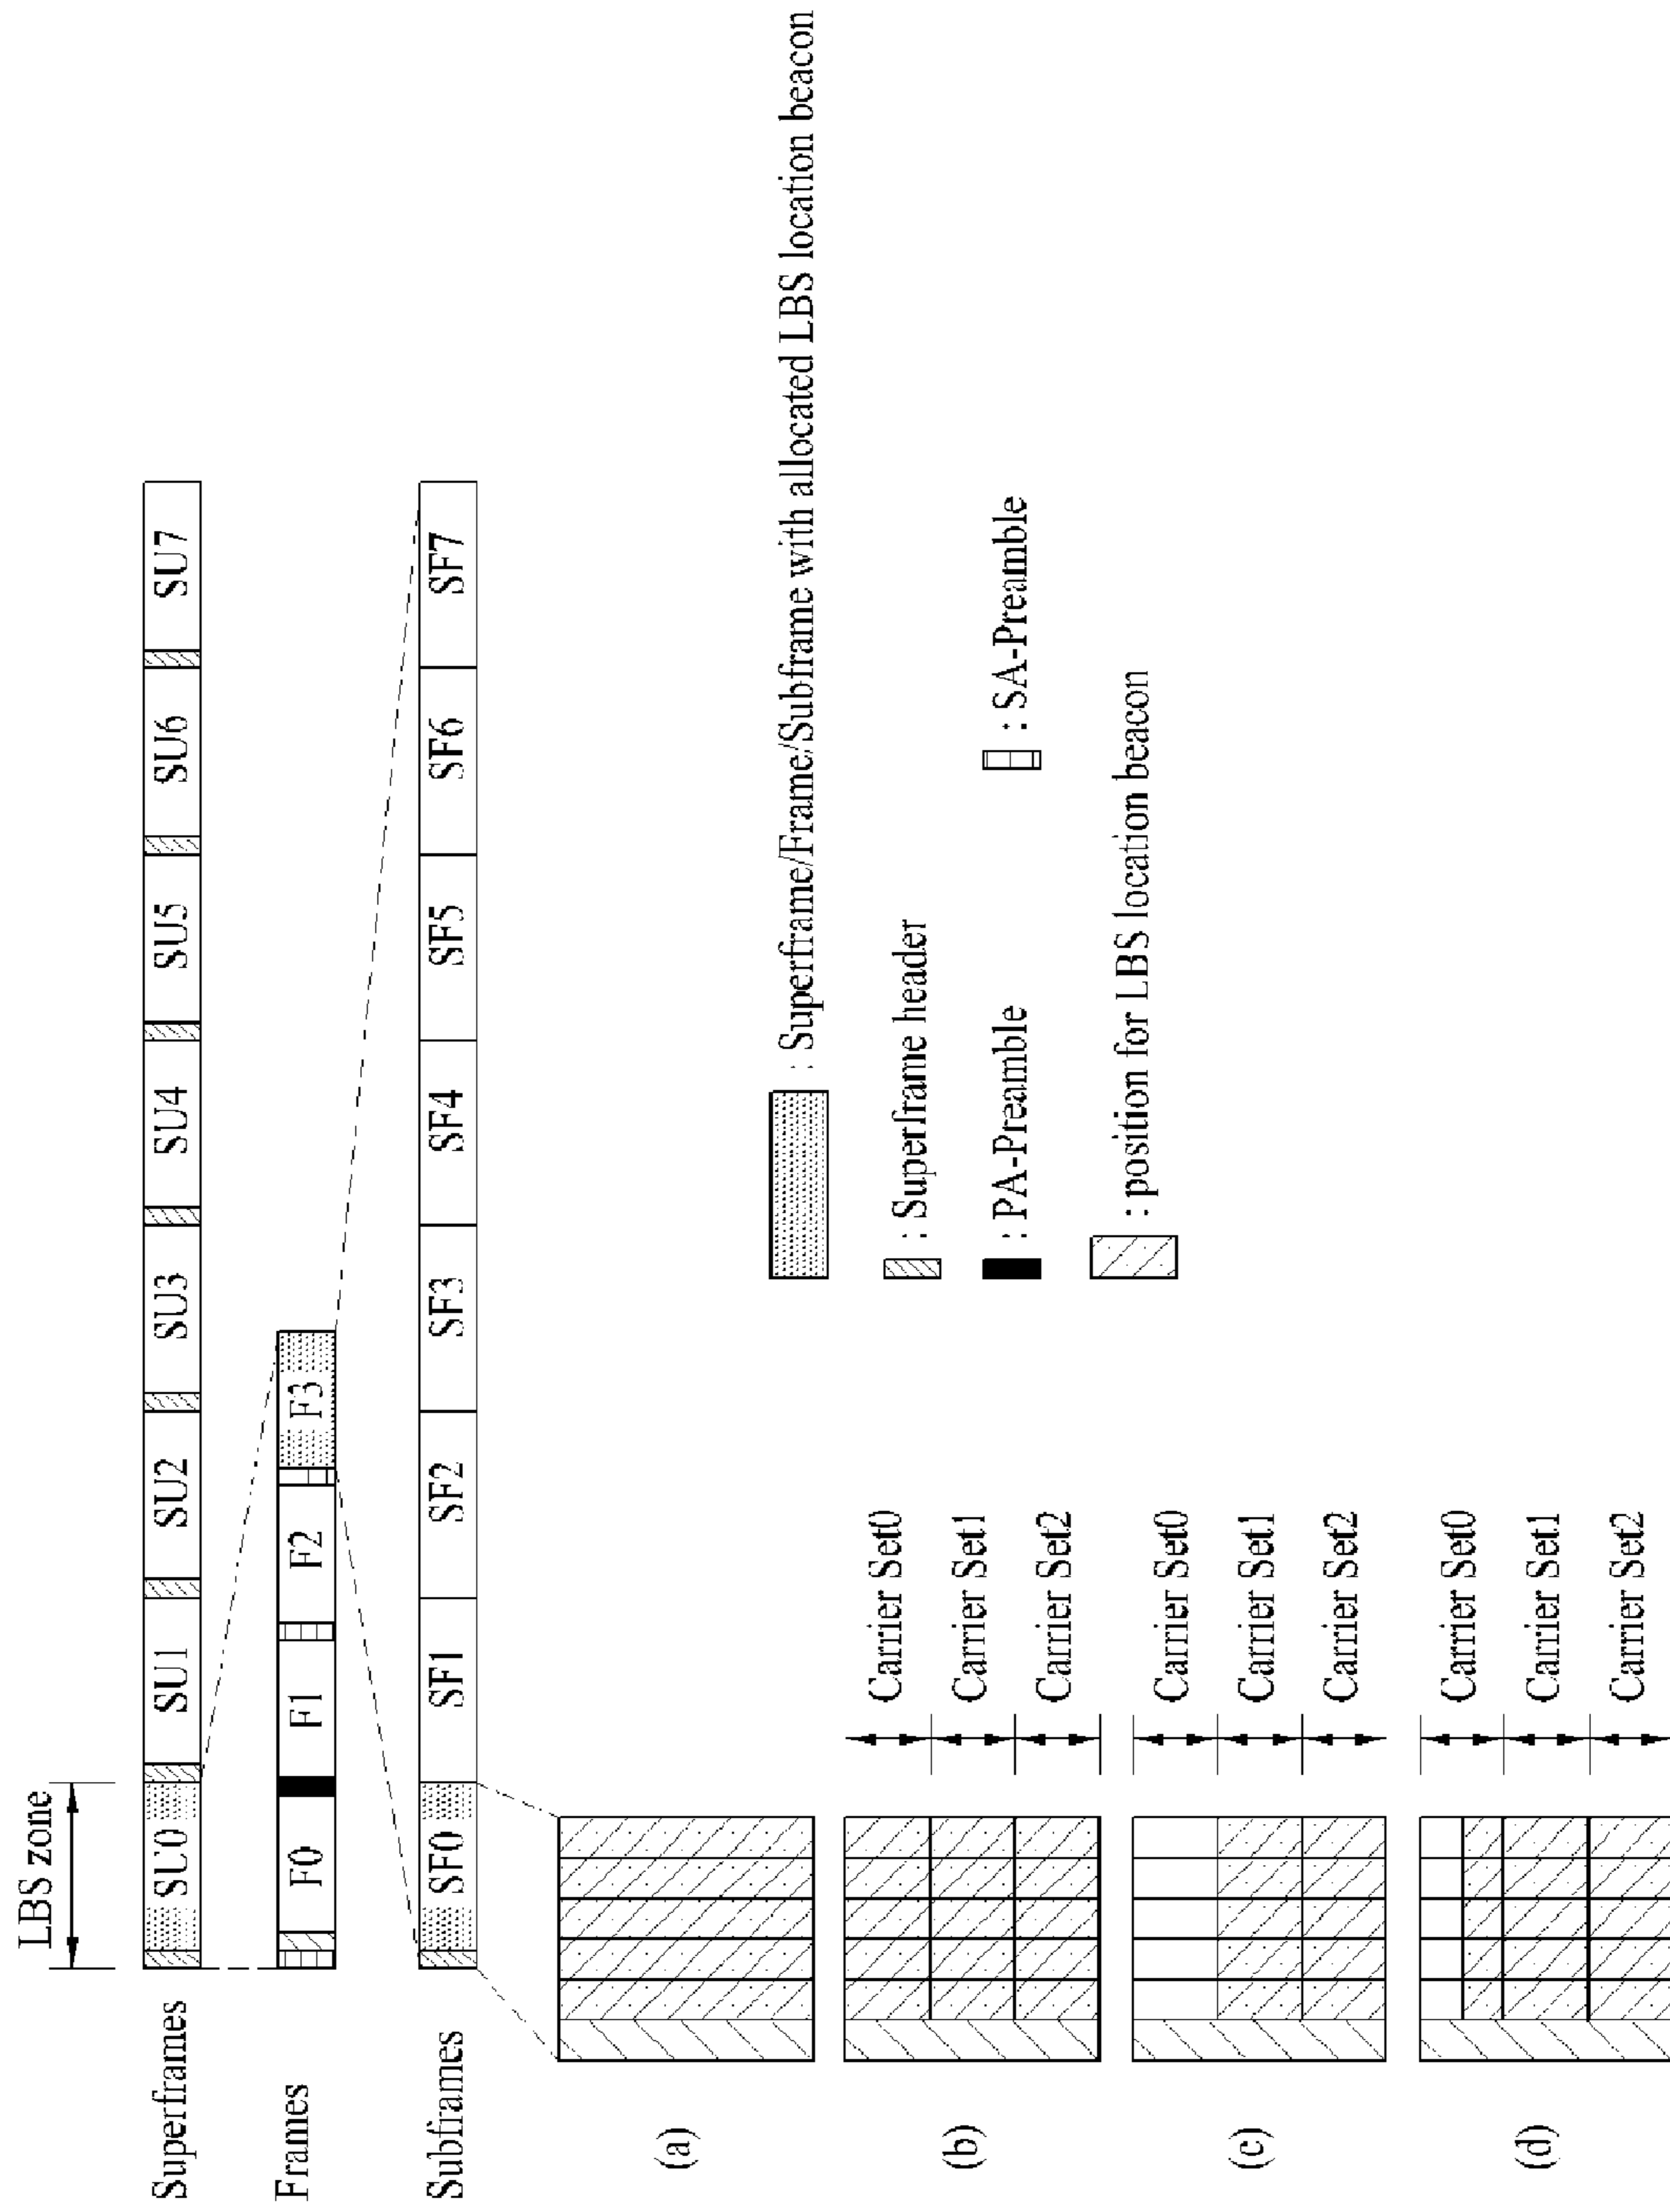 LBS zone
Superframes
SU0 SU1 SU2 SU3 SU4 SU5 SU6 SU7
Frames
F0 F1 F2 F3
Subframes
SF0 SF1 SF2 SF3 SF4 SF5 SF6 SF7
: Superframe/Frame/Subframe with allocated LBS location beacon
: Superframe header
: PA-Preamble
: SA-Preamble
: position for LBS location beacon
(a)
(b)
Carrier Set0
Carrier Set1
Carrier Set2
(c)
Carrier Set0
Carrier Set1
Carrier Set2
(d)
Carrier Set0
Carrier Set1
Carrier Set2